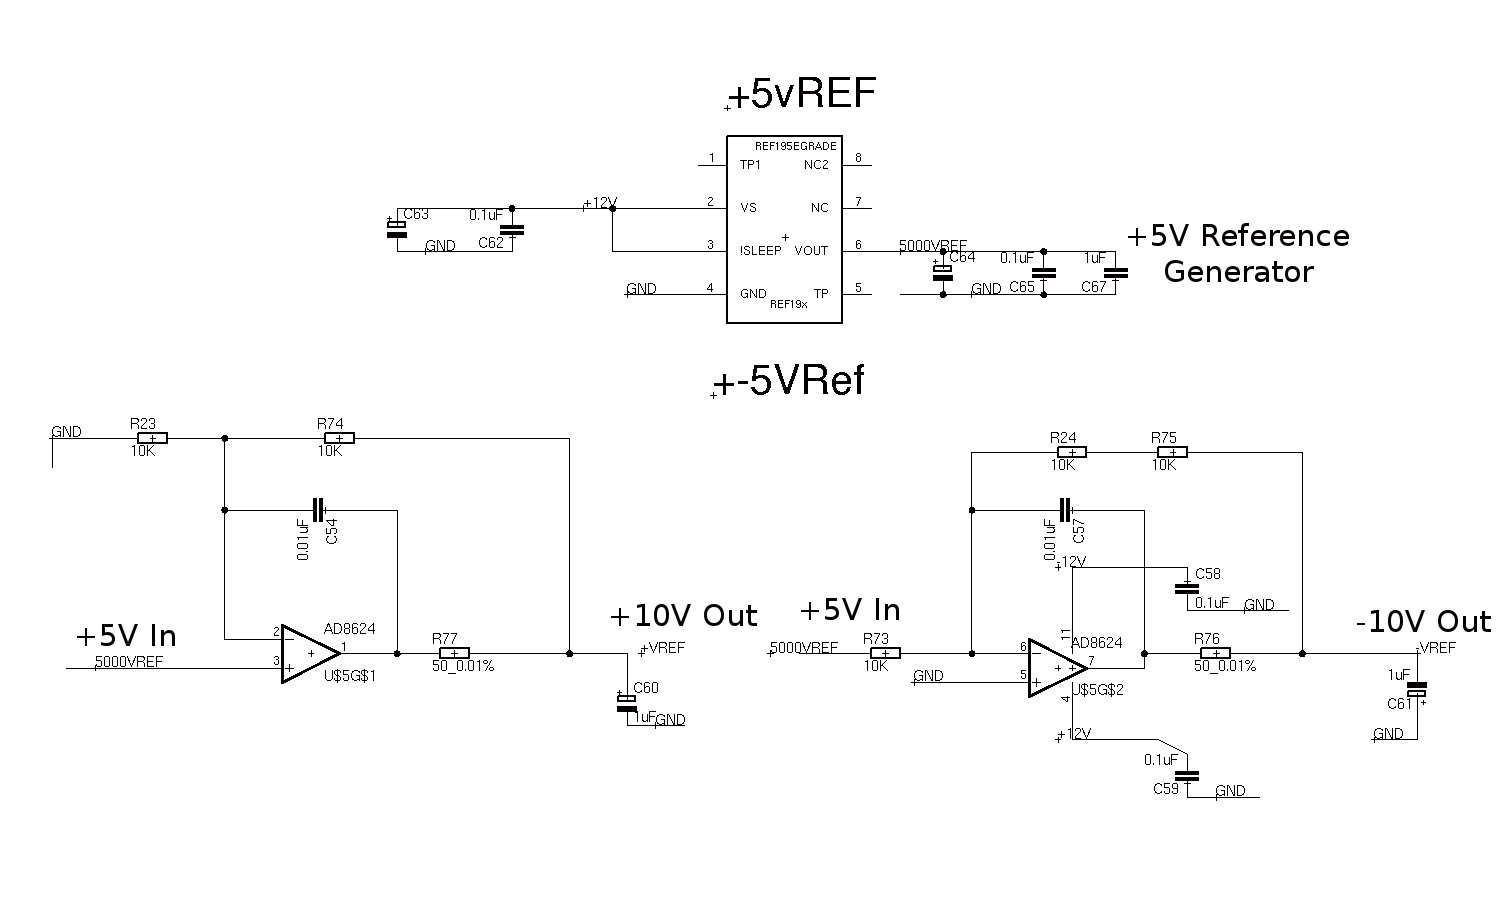 +5vREF
REF195EGRADE
1
TP1
NC2
8
C63
0.1uF
+12V
2
VS
NC
7
GND
C62
3
!SLEEP
VOUT
6
5000VREF
C64
0.1uF
1uF
+5V Reference
Generator
GND
4
GND
TP
5
GND
C65
C67
REF19x
+-5VRef
GND
R23
10K
R74
10K
0.01uF
C54
+5V In
5000VREF
2
3
AD8624
1
U$5G$1
R77
50_0.01%
+10V Out
+VREF
C60
1uF
GND
R24
10K
R75
10K
0.01uF
C57
-12V
C58
0.1uF
GND
+5V In
5000VREF
R73
10K
GND
6
5
11
AD8624
7
U$5G$2
4
R76
50_0.01%
-10V Out
-VREF
1uF
C61
GND
+12V
0.1uF
C59
GND